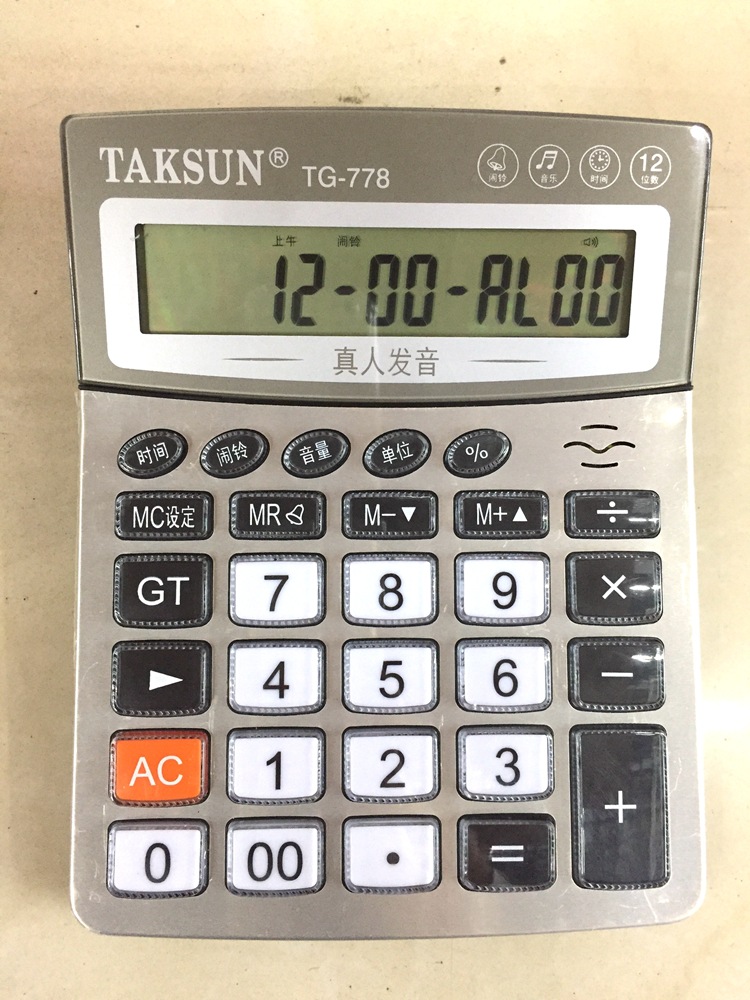 TAKSUN® TG-778
闹铃 音乐 时间 12位数
上午 闹铃
12-00-AL00
真人发音
时间 闹铃 音量 单位 %
MC设定 MR M-▼ M+▲ ÷
GT 7 8 9 ×
► 4 5 6 −
AC 1 2 3 +
0 00 • =